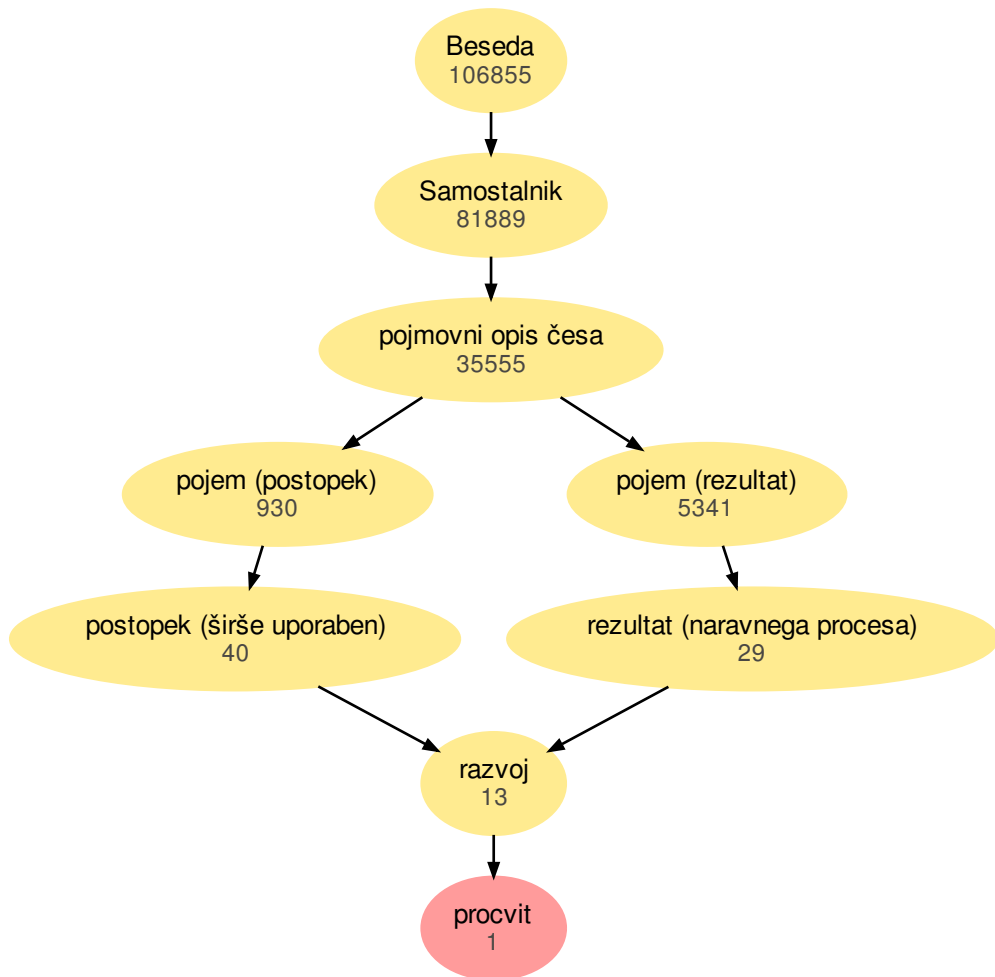 Beseda
106855
Samostalnik
81889
pojmovni opis česa
35555
pojem (postopek)
930
pojem (rezultat)
5341
postopek (širše uporaben)
40
rezultat (naravnega procesa)
29
razvoj
13
procvit
1